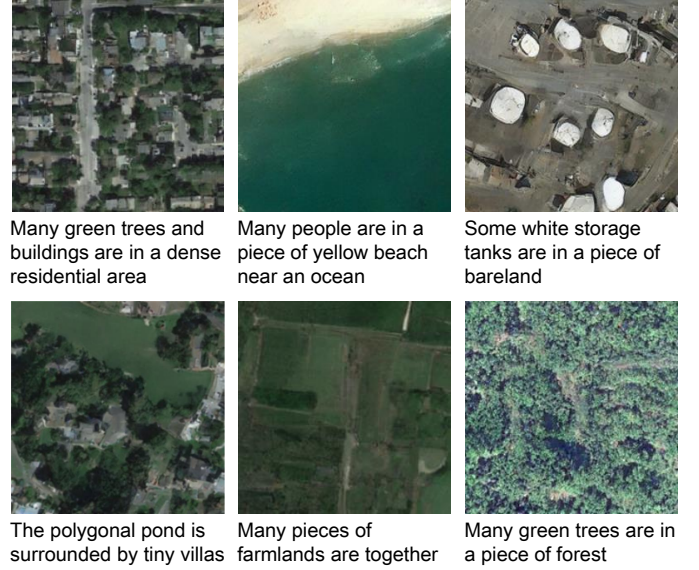 Many green trees and
buildings are in a dense
residential area
Many people are in a
piece of yellow beach
near an ocean
Some white storage
tanks are in a piece of
bareland
The polygonal pond is
surrounded by tiny villas
Many pieces of
farmlands are together
Many green trees are in
a piece of forest